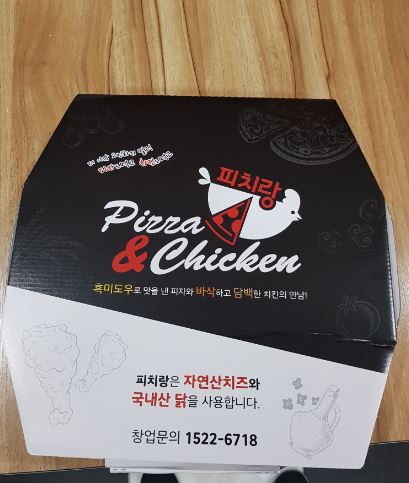 피치랑
Pizza
& Chicken
흑미도우로 맛을 낸 피자와 바삭하고 담백한 치킨의 만남!
피치랑은 자연산치즈와
국내산 닭을 사용합니다.
창업문의 1522-6718